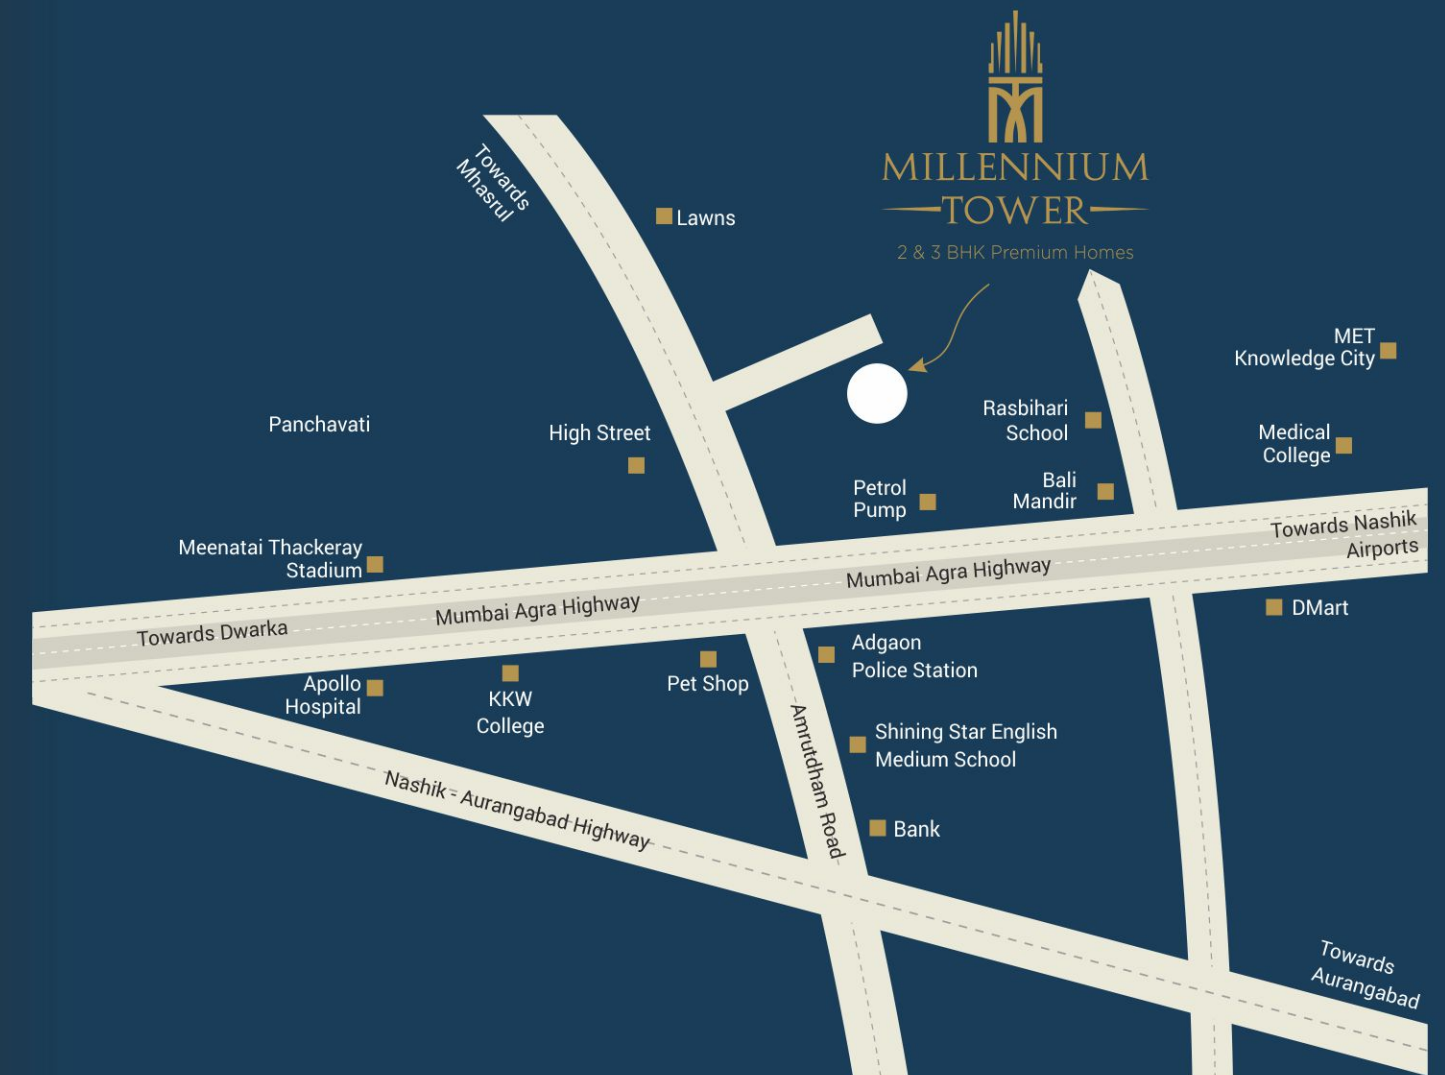 MILLENNIUM
TOWER
2 & 3 BHK Premium Homes
Towards
Mhasrul
Lawns
MET
Knowledge City
Rasbihari
School
Panchavati
High Street
Medical
College
Bali
Mandir
Petrol
Pump
Towards Nashik
Airports
Meenatai Thackeray
Stadium
Mumbai Agra Highway
Mumbai Agra Highway
Towards Dwarka
DMart
Adgaon
Police Station
Apollo
Hospital
KKW
College
Pet Shop
Amrutdham Road
Shining Star English
Medium School
Nashik - Aurangabad Highway
Bank
Towards
Aurangabad